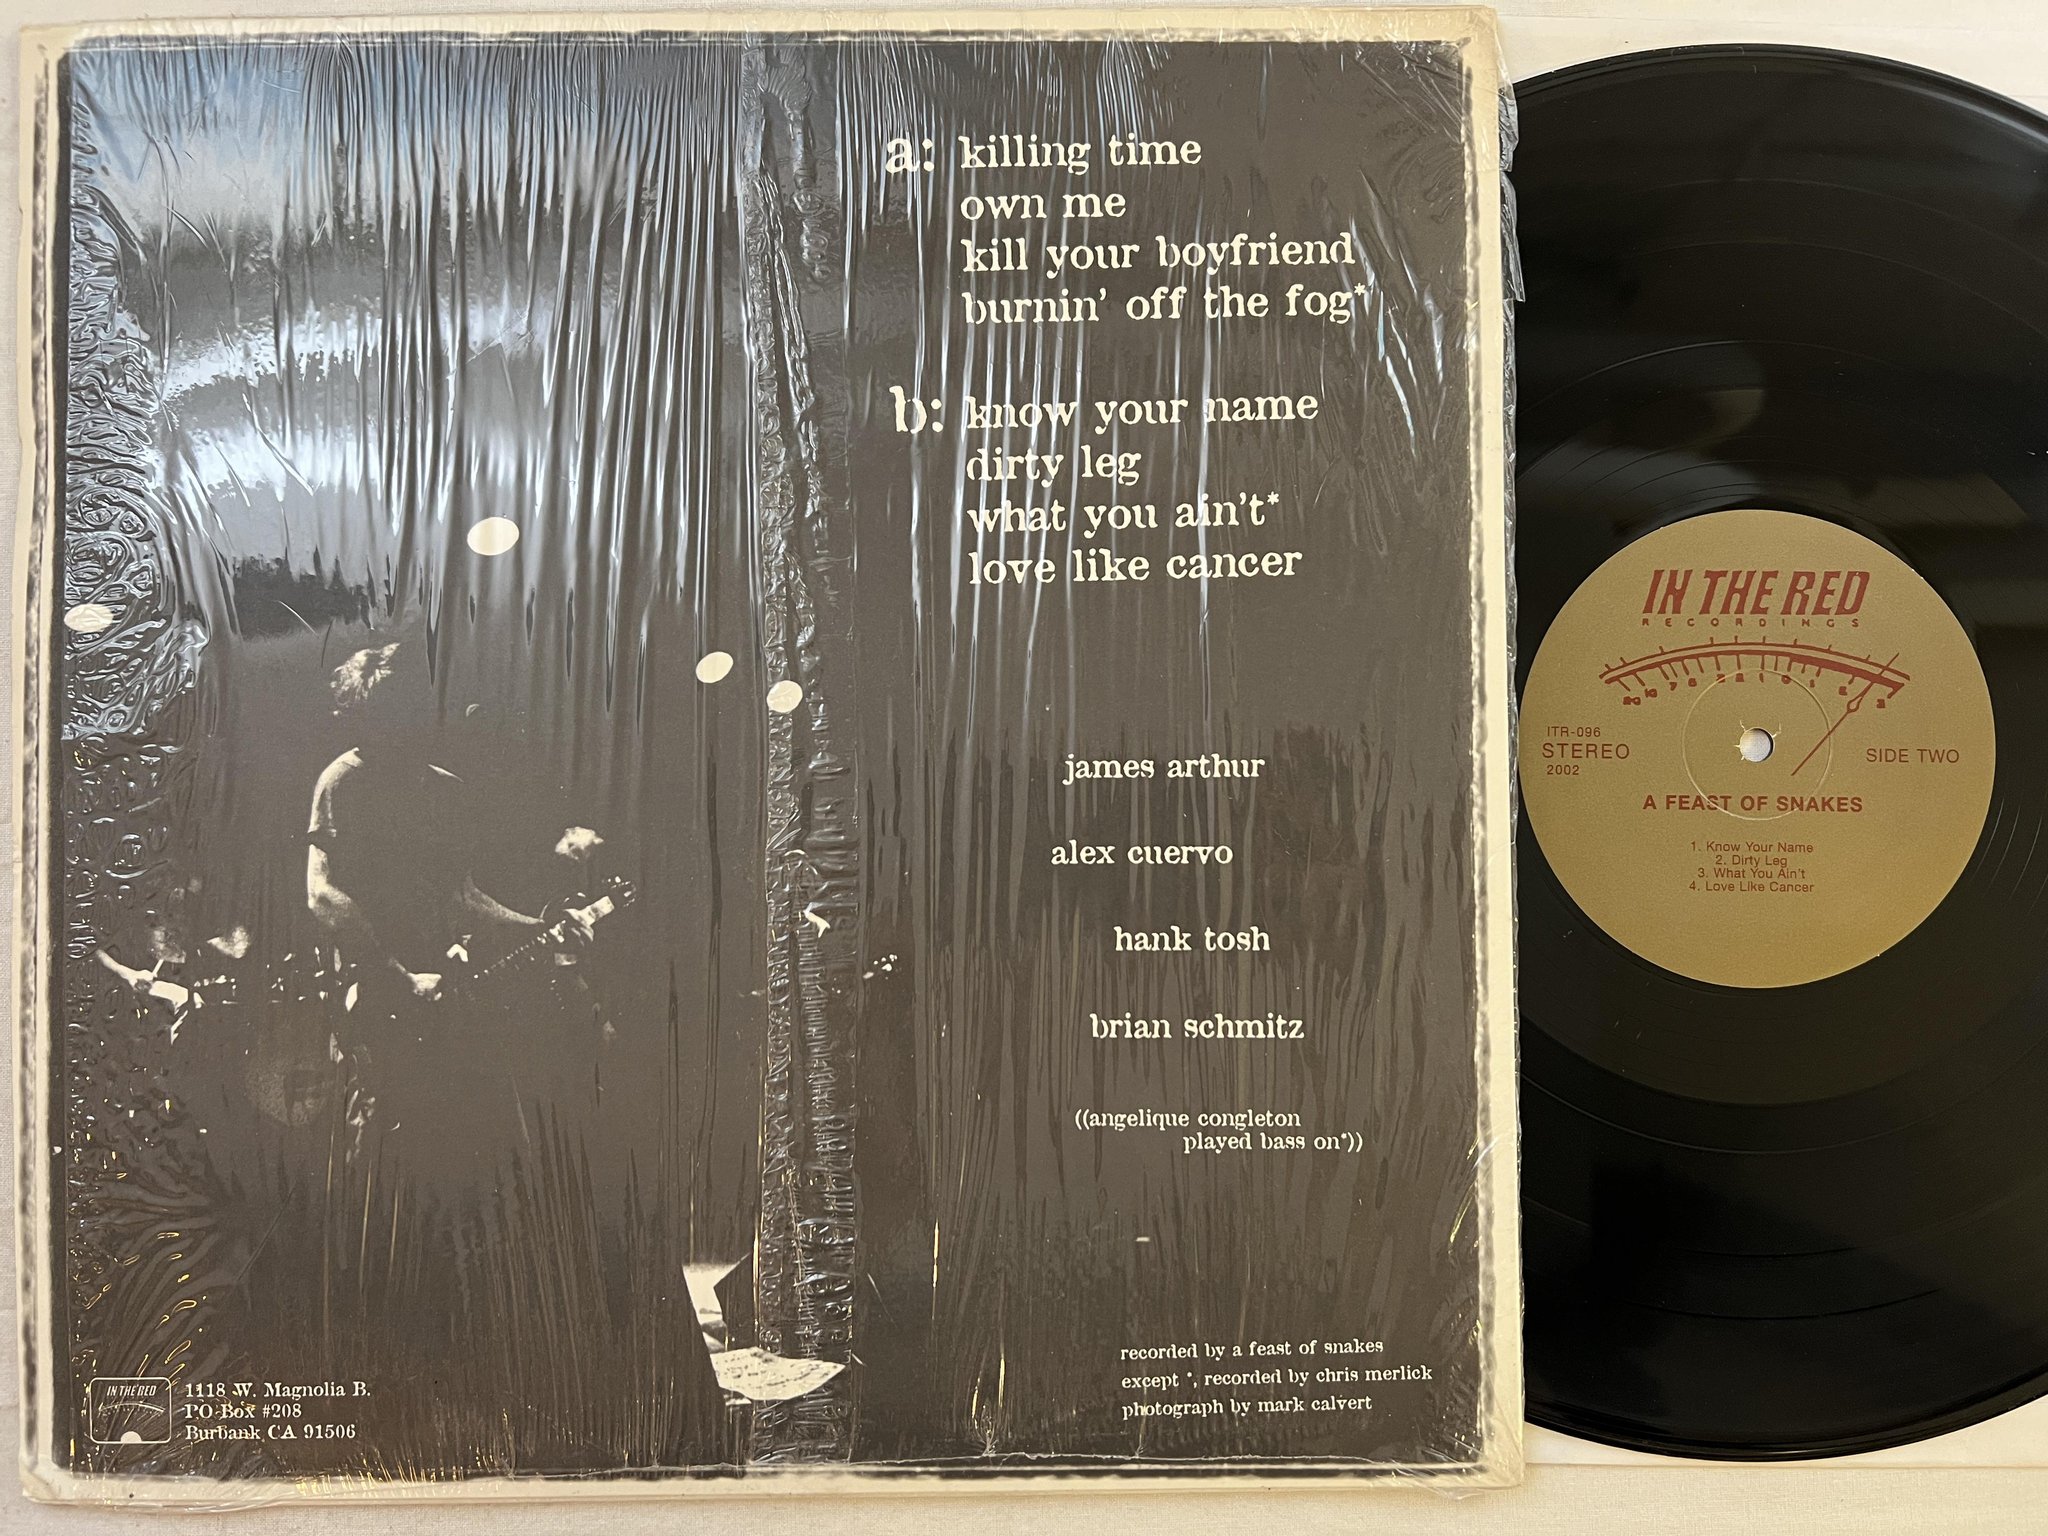 a: killing time
own me
kill your boyfriend
burnin' off the fog*
b: know your name
dirty leg
what you ain't*
love like cancer
james arthur
alex cuervo
hank tosh
brian schmitz
((angelique congleton
played bass on*))
recorded by a feast of snakes
except *, recorded by chris merlick
photograph by mark calvert
IN THE RED
1118 W. Magnolia B.
PO Box #208
Burbank CA 91506
IN THE RED
RECORDINGS
ITR-096
STEREO
2002
SIDE TWO
A FEAST OF SNAKES
1. Know Your Name
2. Dirty Leg
3. What You Ain't
4. Love Like Cancer